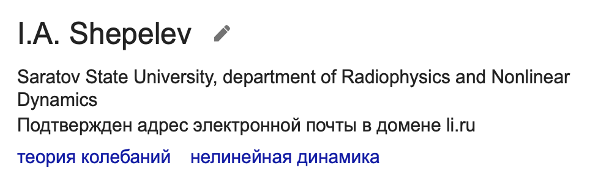 I.A. Shepelev
Saratov State University, department of Radiophysics and Nonlinear
Dynamics
Подтвержден адрес электронной почты в домене li.ru
теория колебаний нелинейная динамика